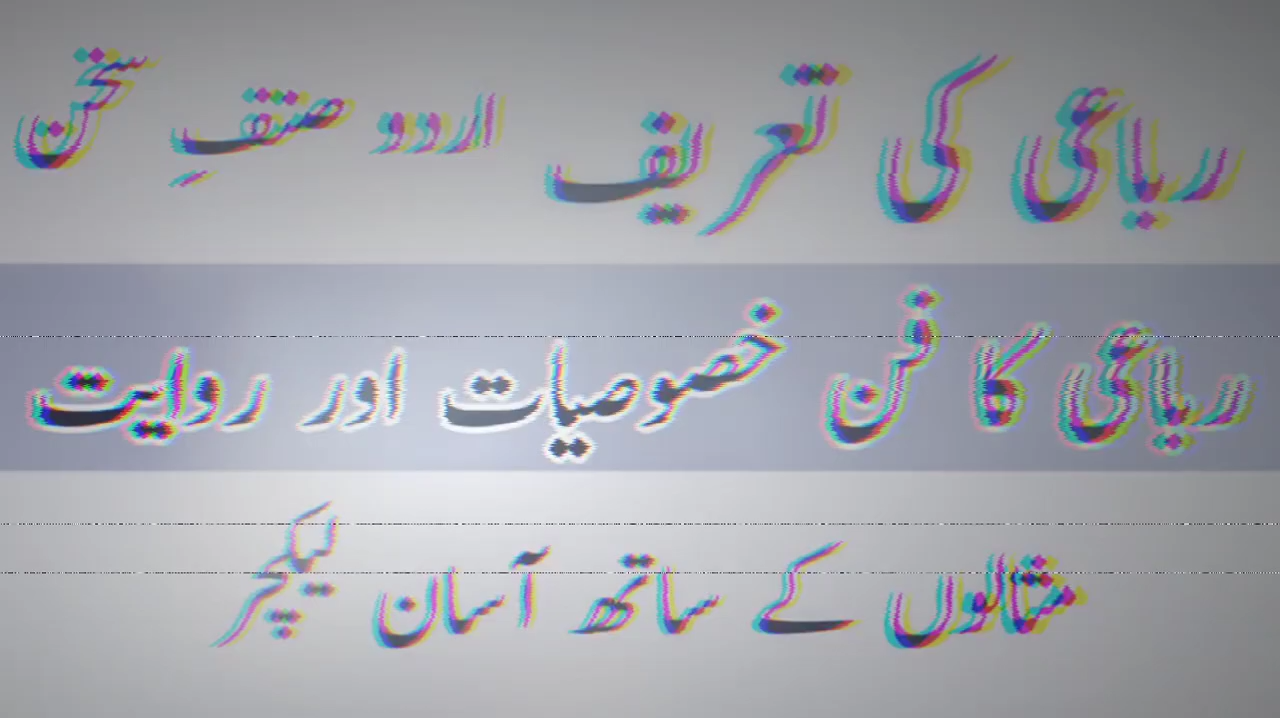 رباعی کی تعریف اردو صنفِ سخن
رباعی کا فن خصوصیات اور روایت
مثالوں کے ساتھ آسان لیکچر